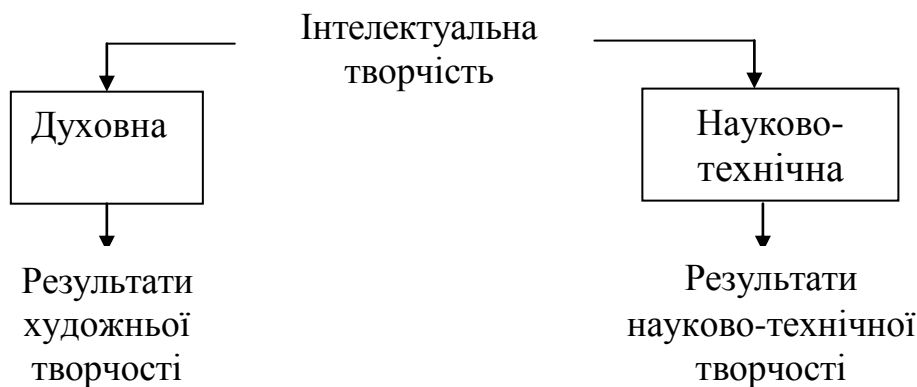 Інтелектуальна
творчість
Духовна
Науково-
технічна
Результати
художньої
творчості
Результати
науково-технічної
творчості